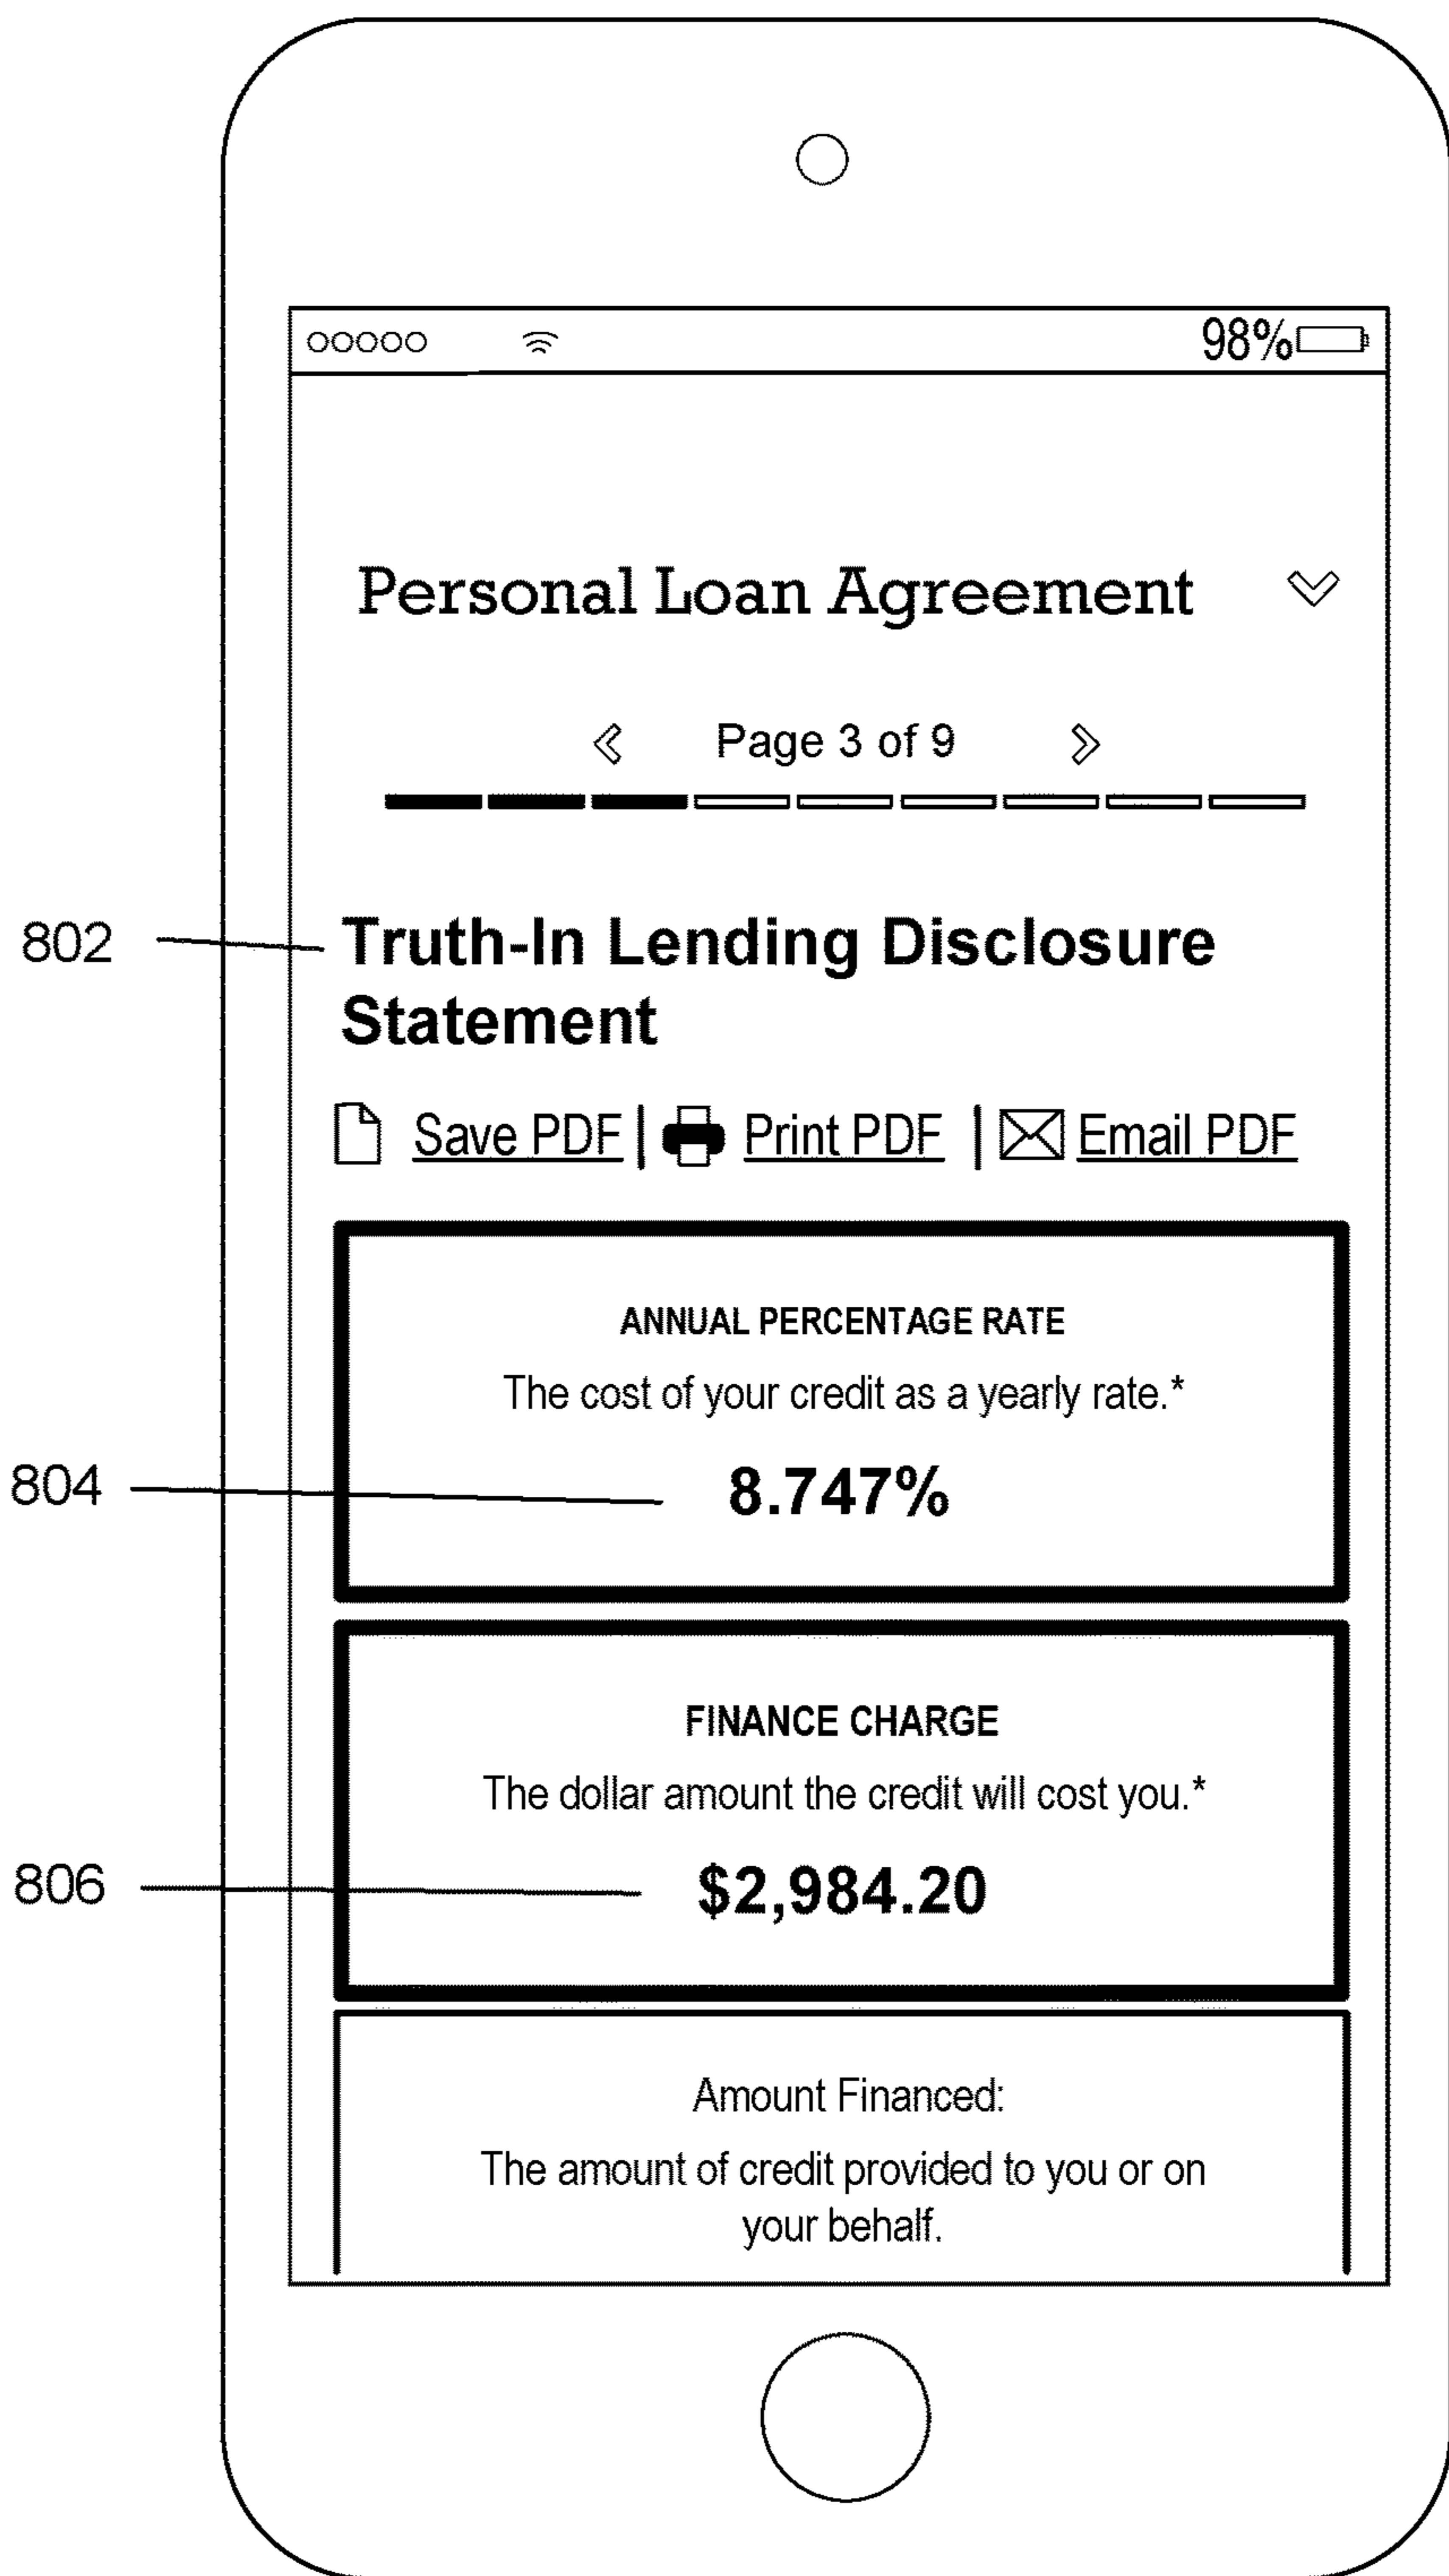 98%
Personal Loan Agreement
Page 3 of 9
802
Truth-In Lending Disclosure
Statement
Save PDF | Print PDF | Email PDF
ANNUAL PERCENTAGE RATE
The cost of your credit as a yearly rate.*
804
8.747%
FINANCE CHARGE
The dollar amount the credit will cost you.*
806
$2,984.20
Amount Financed:
The amount of credit provided to you or on
your behalf.